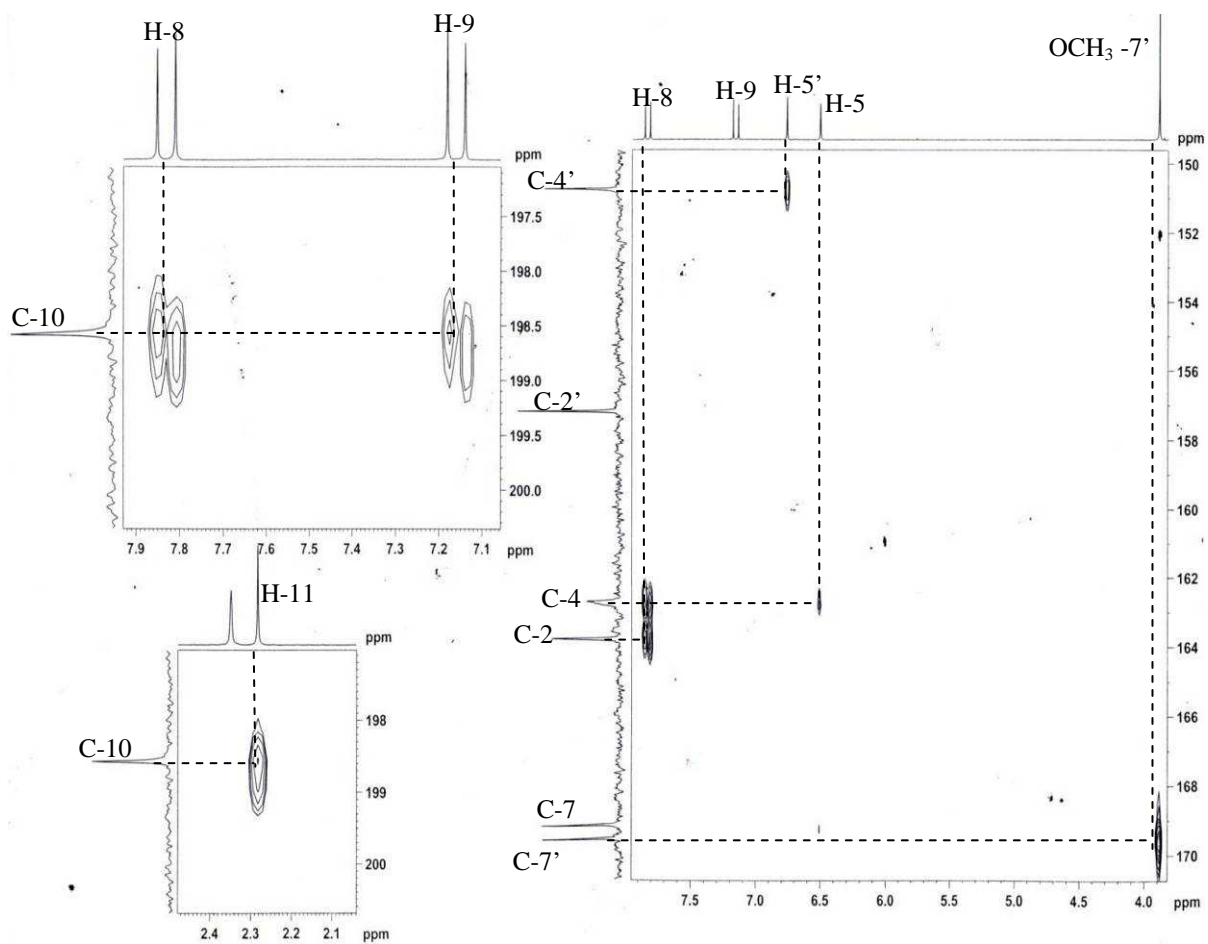 H-8
H-9
ppm
197.5
198.0
C-10
198.5
199.0
199.5
200.0
7.9 7.8 7.7 7.6 7.5 7.4 7.3 7.2 7.1 ppm
H-11
ppm
198
C-10
199
200
2.4 2.3 2.2 2.1 ppm
OCH3 -7’
H-8
H-9
H-5’
H-5
ppm
150
C-4’
152
154
156
C-2’
158
160
162
C-4
C-2
164
166
168
C-7
C-7’
170
7.5 7.0 6.5 6.0 5.5 5.0 4.5 4.0 ppm